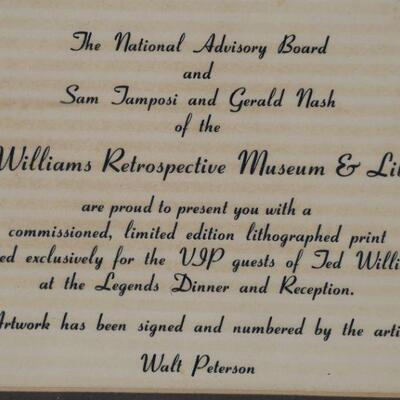 The National Advisory Board
and
Sam Tamposi and Gerald Nash
of the
Williams Retrospective Museum & Lib
are proud to present you with a
commissioned, limited edition lithographed print
ed exclusively for the VIP guests of Ted Willia
at the Legends Dinner and Reception.
Artwork has been signed and numbered by the arti
Walt Peterson